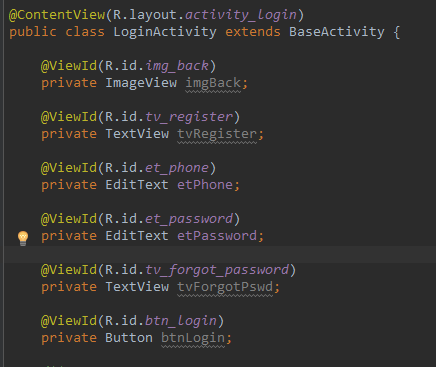 @ContentView(R.layout.activity_login)
public class LoginActivity extends BaseActivity {
@ViewId(R.id.img_back)
private ImageView imgBack;
@ViewId(R.id.tv_register)
private TextView tvRegister;
@ViewId(R.id.et_phone)
private EditText etPhone;
@ViewId(R.id.et_password)
private EditText etPassword;
@ViewId(R.id.tv_forgot_password)
private TextView tvForgotPswd;
@ViewId(R.id.btn_login)
private Button btnLogin;